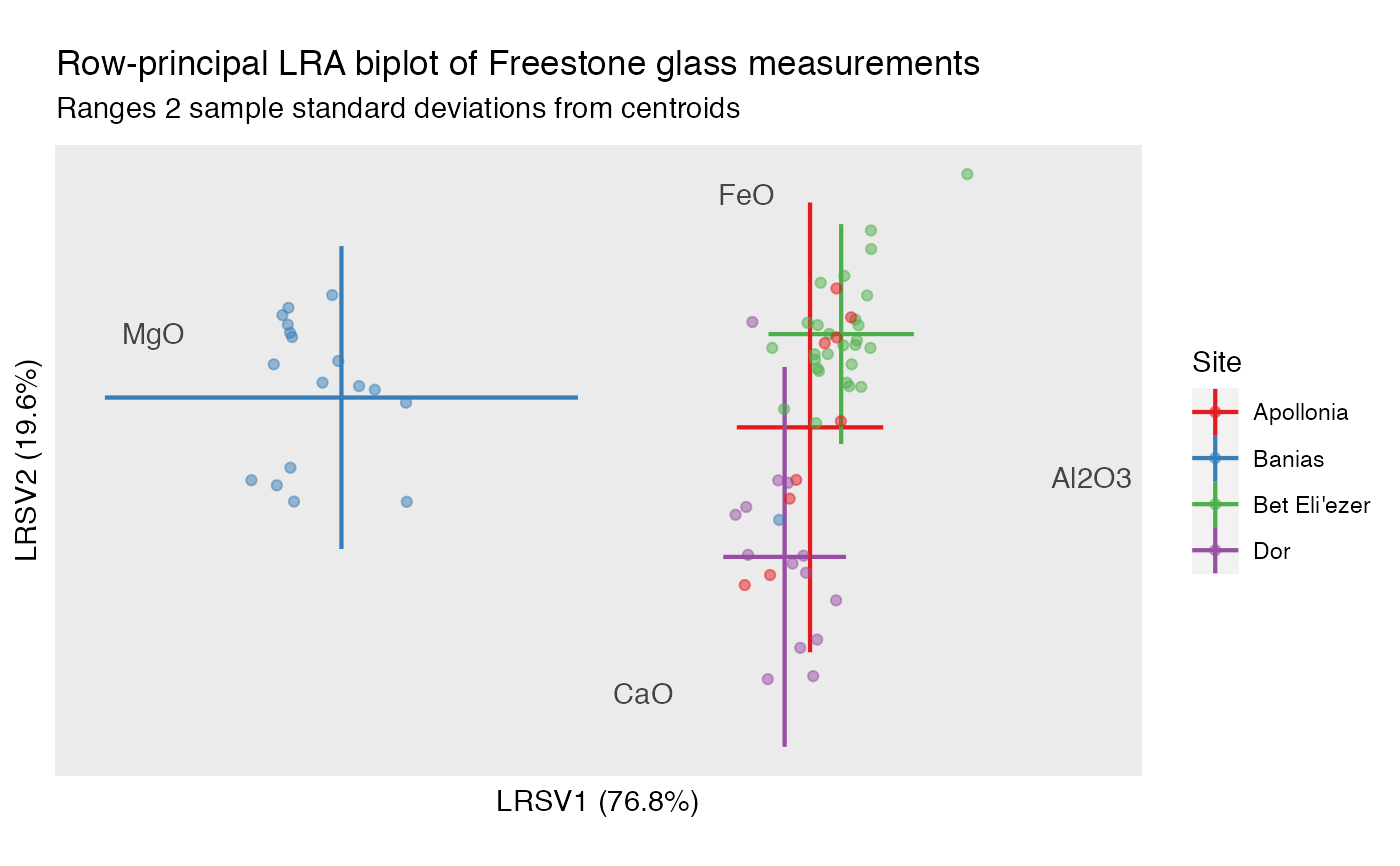 Row-principal LRA biplot of Freestone glass measurements
Ranges 2 sample standard deviations from centroids
FeO
MgO
Al2O3
CaO
LRSV2 (19.6%)
LRSV1 (76.8%)
Site
Apollonia
Banias
Bet Eli'ezer
Dor